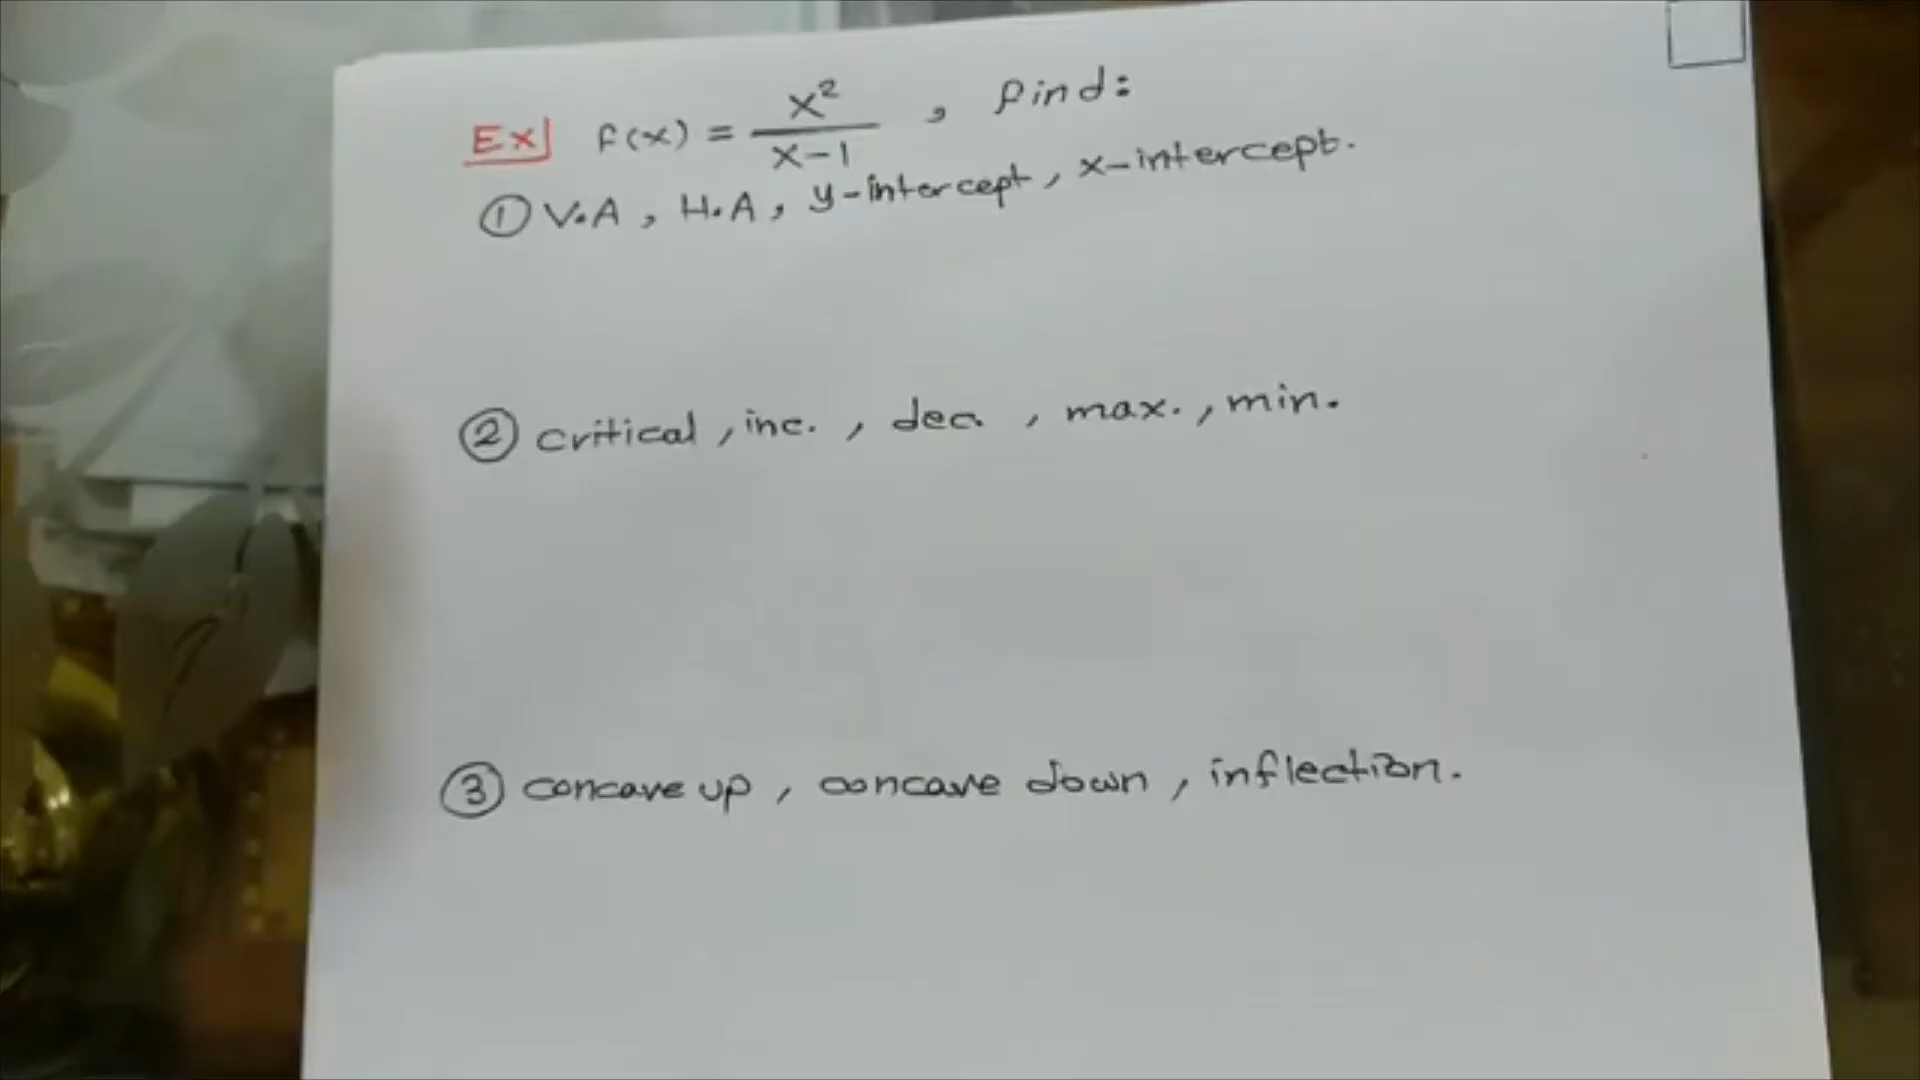 Ex] f(x) = x²/(x-1) , find:
① V.A , H.A , y-intercept , x-intercept.
② critical , inc. , dec. , max. , min.
③ concave up , concave down , inflection.